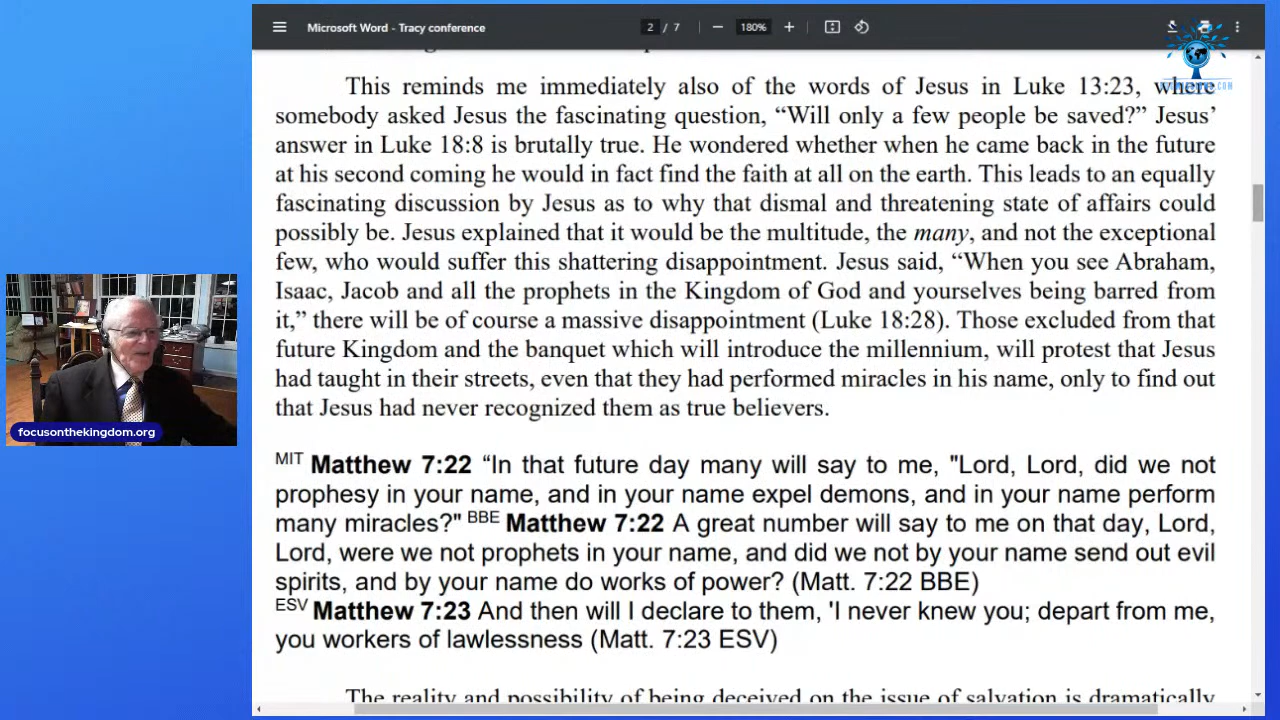 Microsoft Word - Tracy conference
2 / 7
180%
This reminds me immediately also of the words of Jesus in Luke 13:23, where
somebody asked Jesus the fascinating question, “Will only a few people be saved?” Jesus’
answer in Luke 18:8 is brutally true. He wondered whether when he came back in the future
at his second coming he would in fact find the faith at all on the earth. This leads to an equally
fascinating discussion by Jesus as to why that dismal and threatening state of affairs could
possibly be. Jesus explained that it would be the multitude, the many, and not the exceptional
few, who would suffer this shattering disappointment. Jesus said, “When you see Abraham,
Isaac, Jacob and all the prophets in the Kingdom of God and yourselves being barred from
it,” there will be of course a massive disappointment (Luke 18:28). Those excluded from that
future Kingdom and the banquet which will introduce the millennium, will protest that Jesus
had taught in their streets, even that they had performed miracles in his name, only to find out
that Jesus had never recognized them as true believers.
MIT Matthew 7:22 “In that future day many will say to me, "Lord, Lord, did we not
prophesy in your name, and in your name expel demons, and in your name perform
many miracles?" BBE Matthew 7:22 A great number will say to me on that day, Lord,
Lord, were we not prophets in your name, and did we not by your name send out evil
spirits, and by your name do works of power? (Matt. 7:22 BBE)
ESV Matthew 7:23 And then will I declare to them, 'I never knew you; depart from me,
you workers of lawlessness (Matt. 7:23 ESV)
The reality and possibility of being deceived on the issue of salvation is dramatically
focusonthekingdom.org